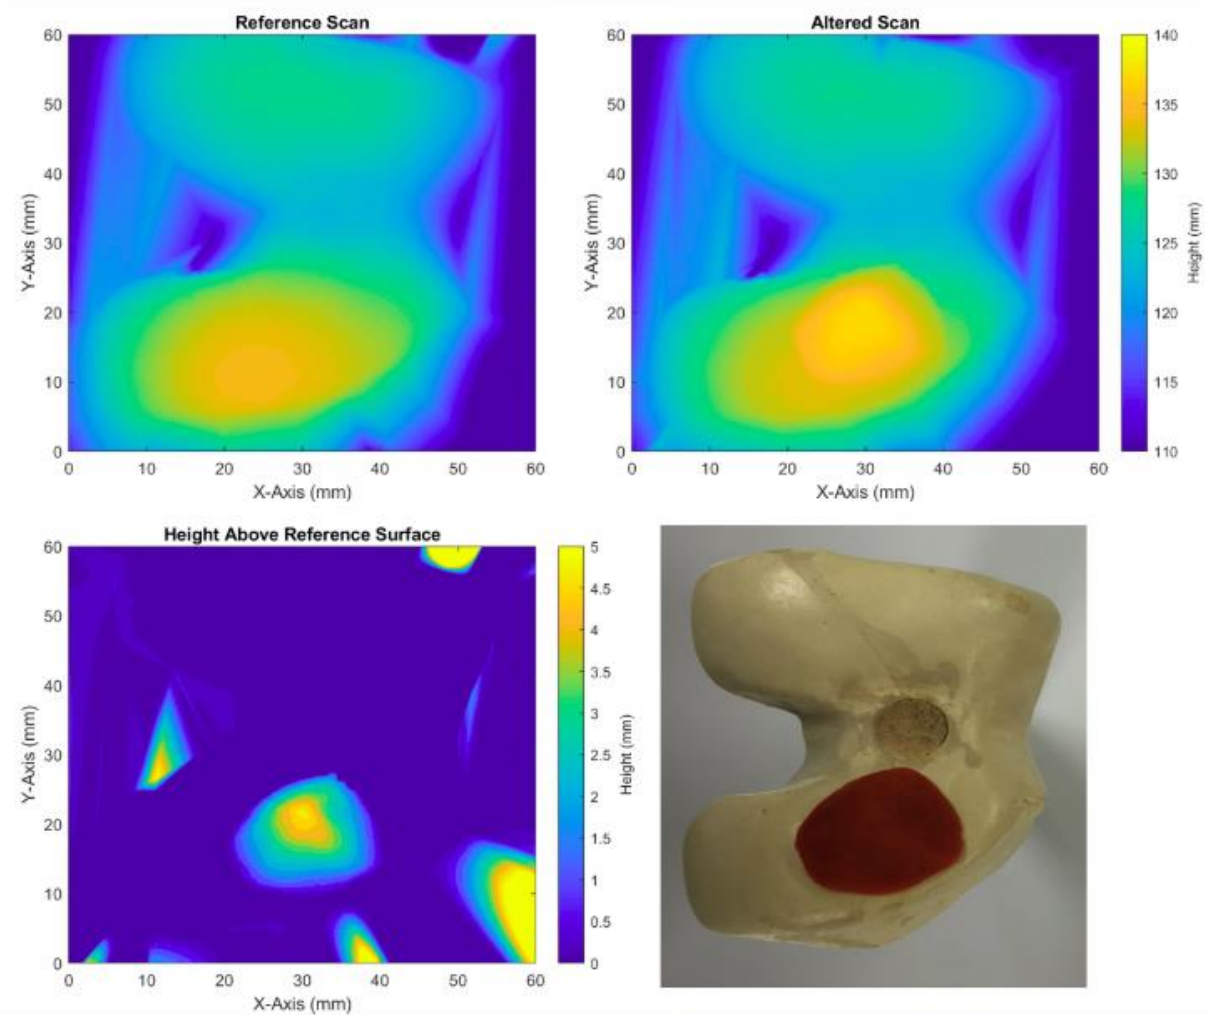 Reference Scan
60
50
40
30
20
10
0
Y-Axis (mm)
0 10 20 30 40 50 60
X-Axis (mm)
Altered Scan
60
50
40
30
20
10
0
Y-Axis (mm)
0 10 20 30 40 50 60
X-Axis (mm)
140
135
130
125
120
115
110
Height (mm)
Height Above Reference Surface
60
50
40
30
20
10
0
Y-Axis (mm)
0 10 20 30 40 50 60
X-Axis (mm)
5
4.5
4
3.5
3
2.5
2
1.5
1
0.5
0
Height (mm)